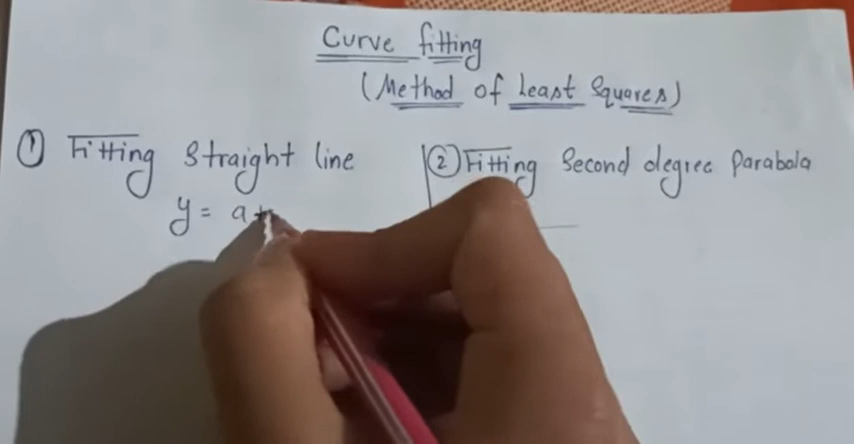 Curve fitting
(Method of Least Squares)
① Fitting Straight line
② Fitting Second degree Parabola
y = a+